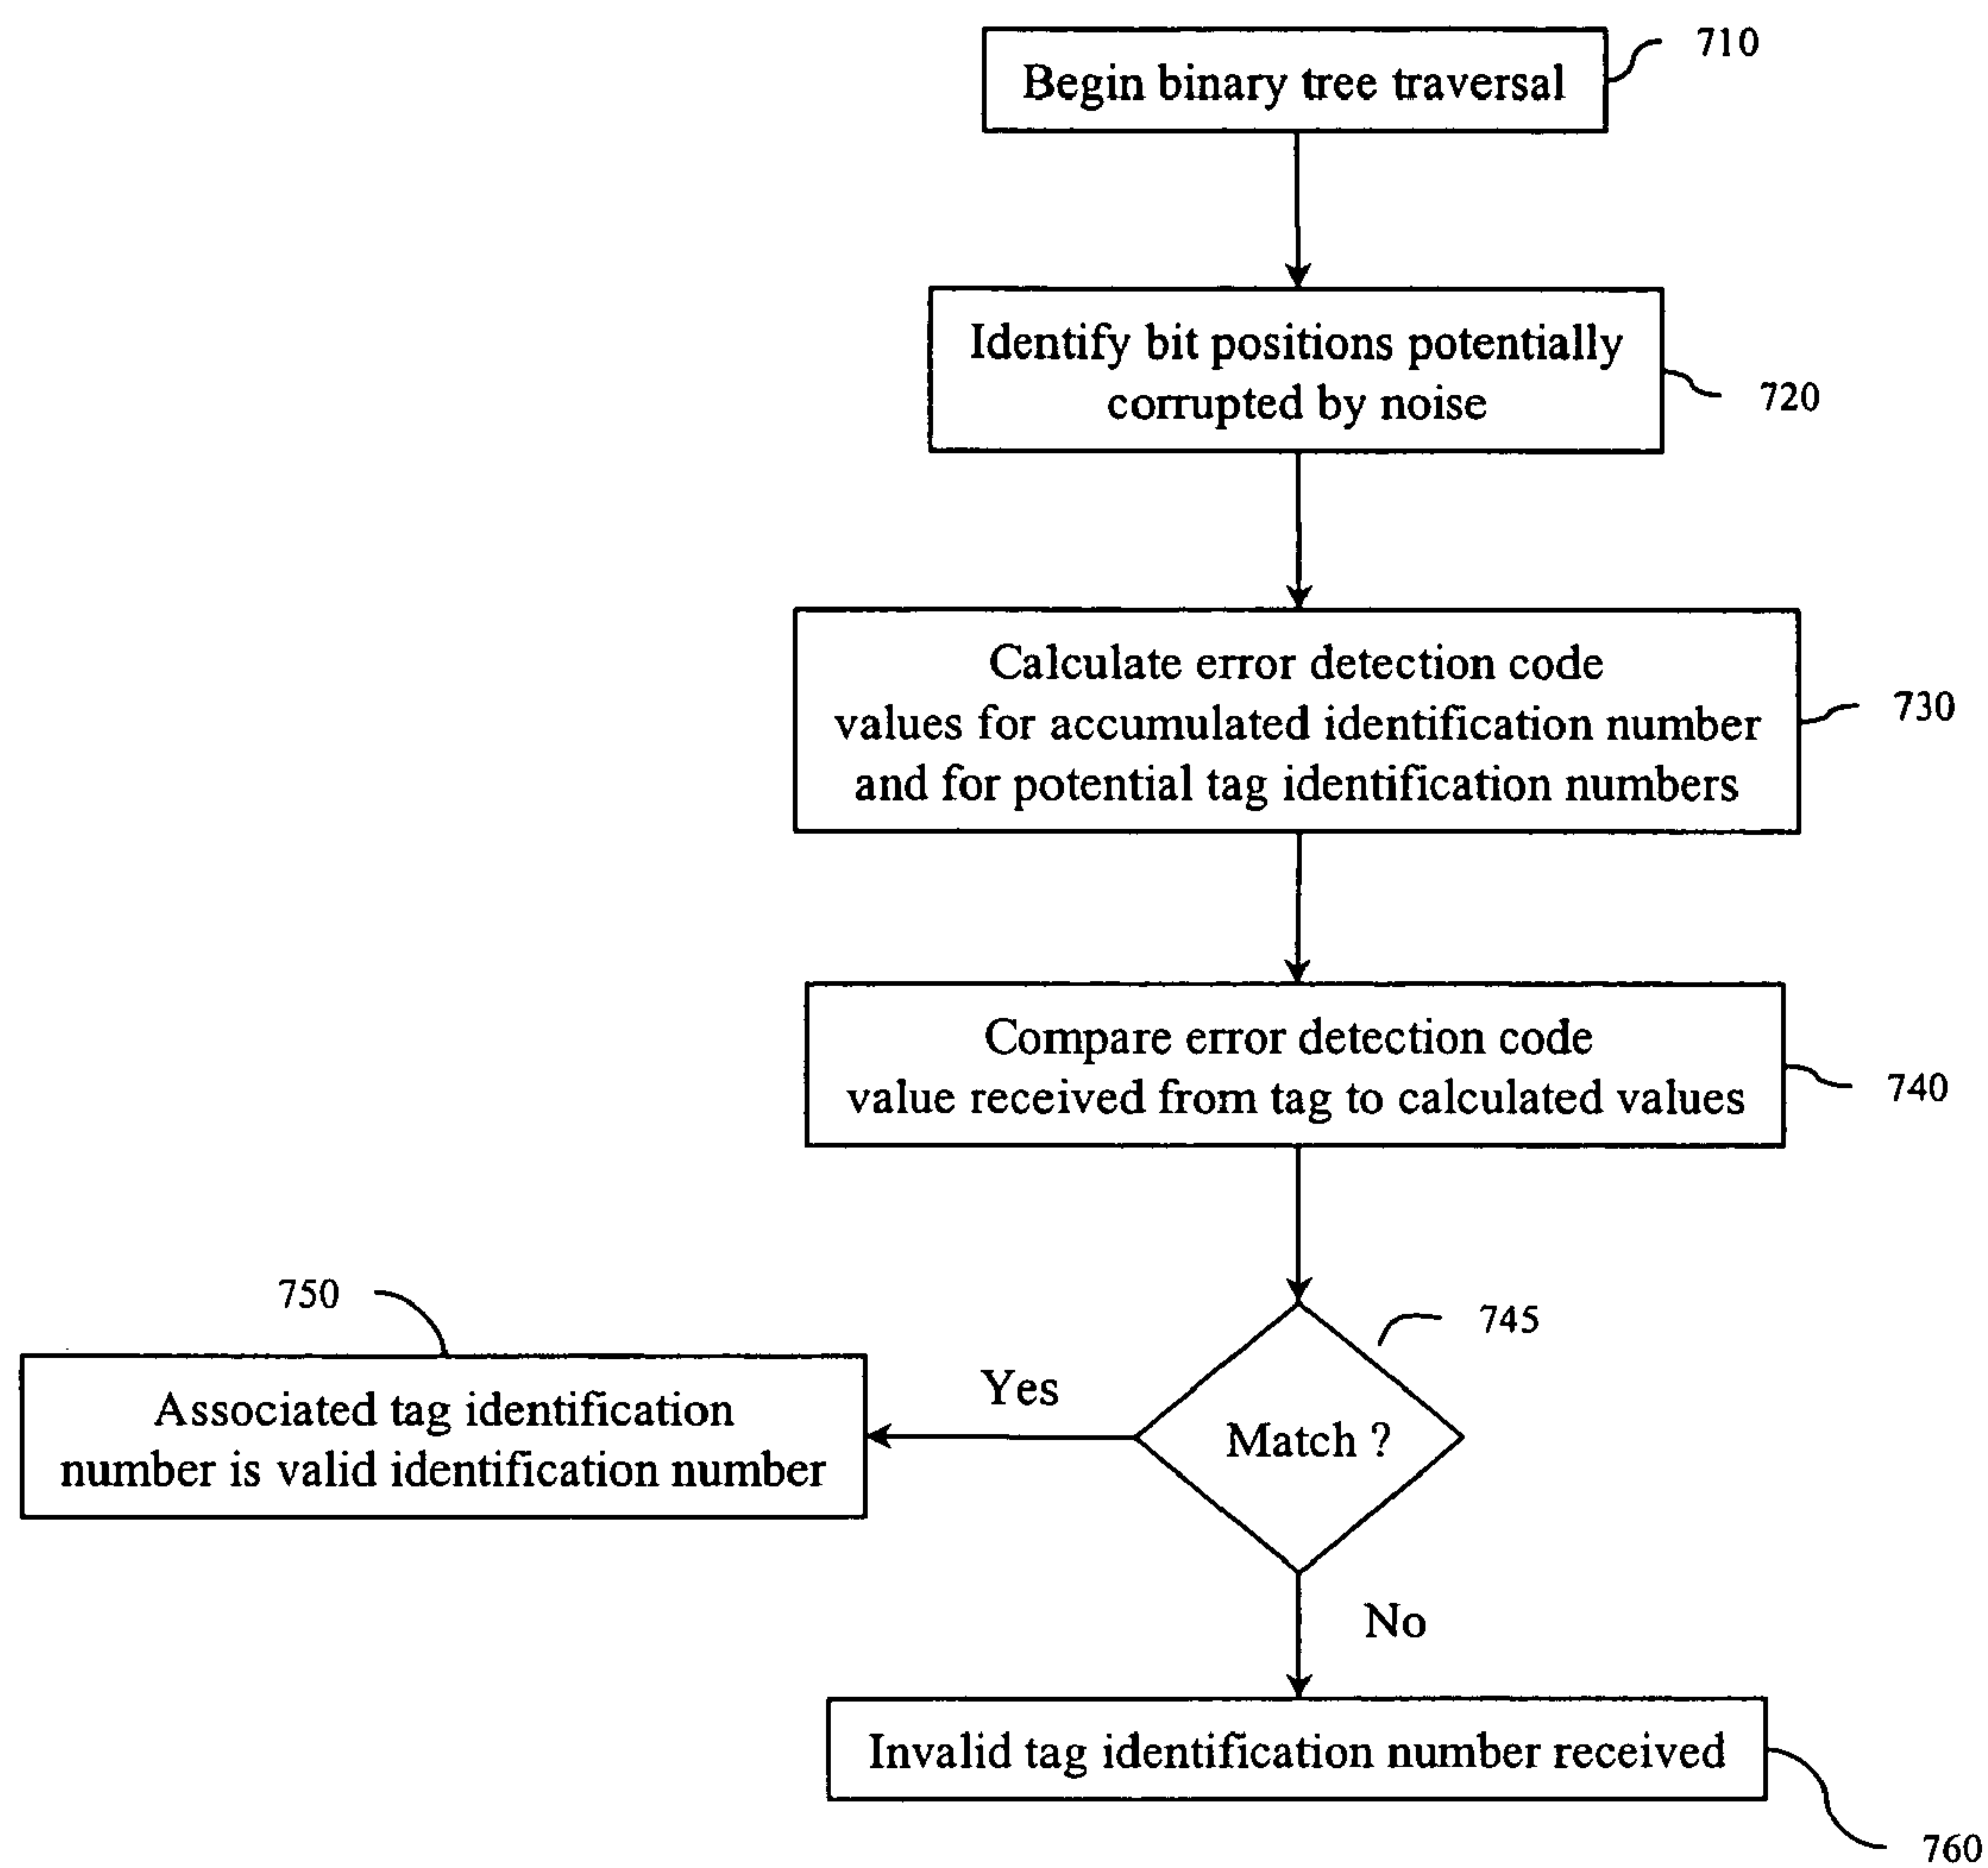 710
Begin binary tree traversal
Identify bit positions potentially
corrupted by noise
720
Calculate error detection code
values for accumulated identification number
and for potential tag identification numbers
730
Compare error detection code
value received from tag to calculated values
740
750
745
Yes
Match ?
Associated tag identification
number is valid identification number
No
Invalid tag identification number received
760